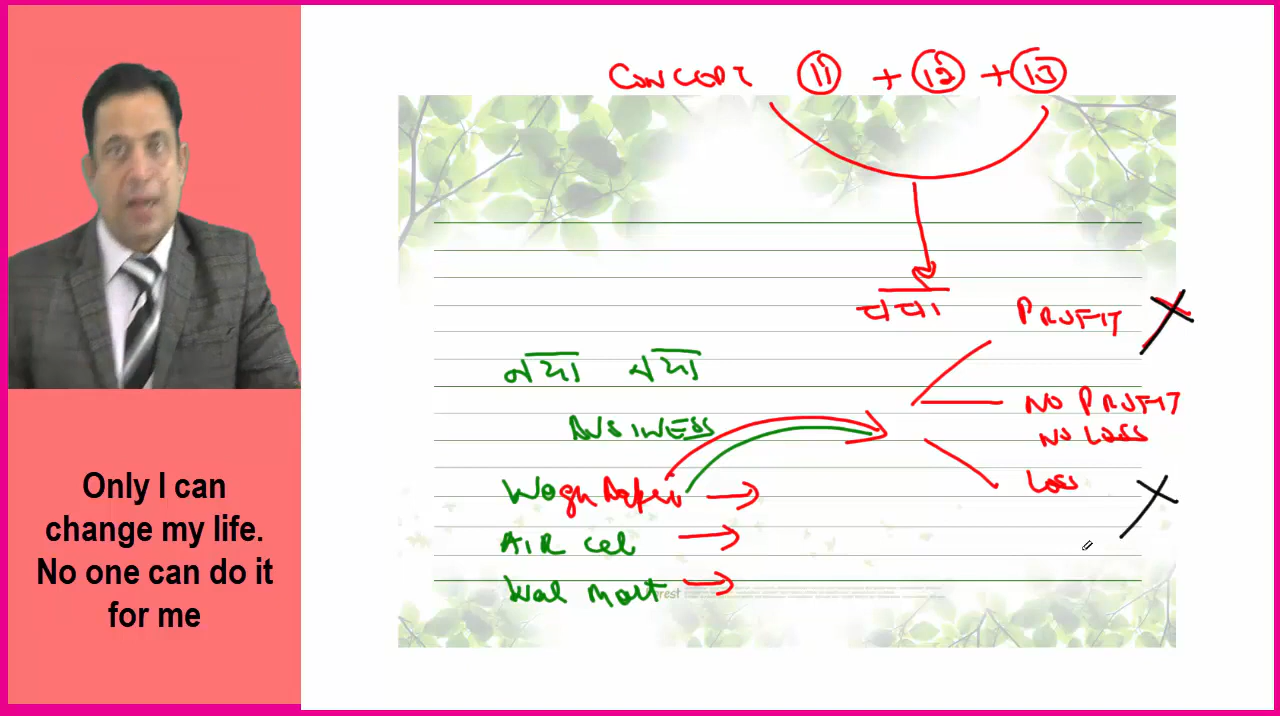 CONCEPT 11 + 12 + 13
PROFIT
नया नया
NO PROFIT
NO LOSS
BUSINESS
Loss
AIR cel
Wal Mart
Only I can
change my life.
No one can do it
for me